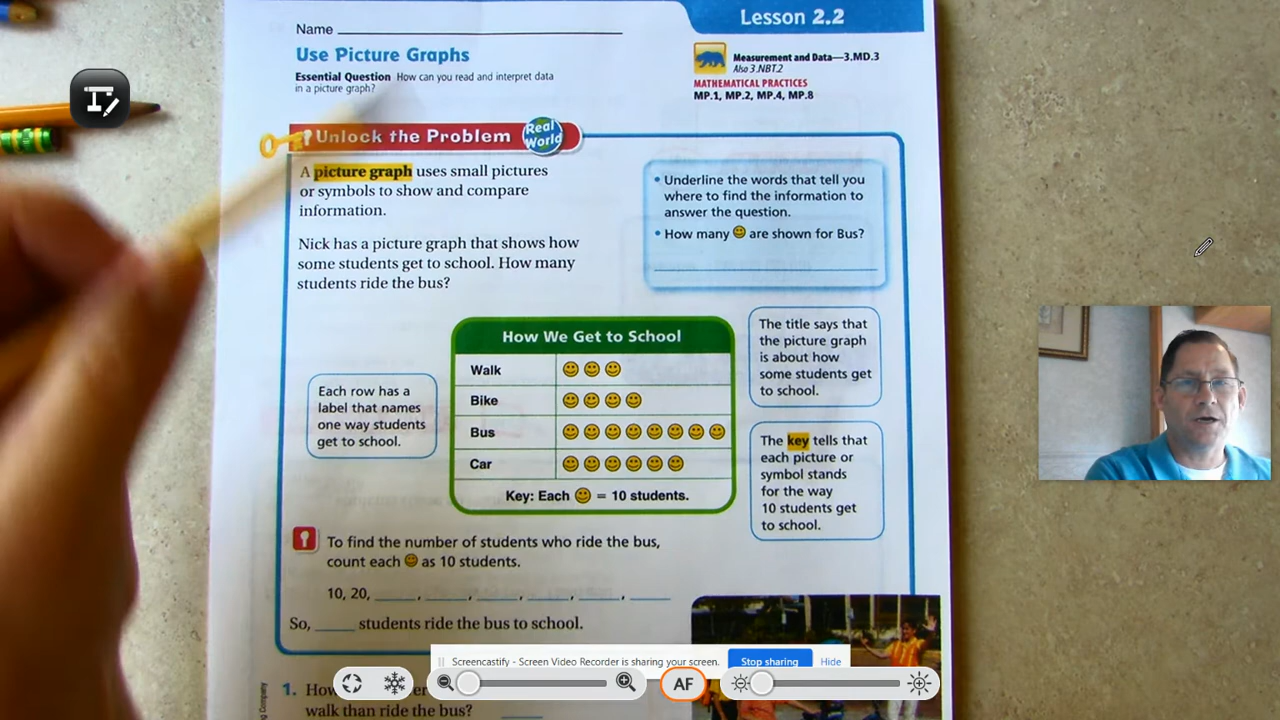 Lesson 2.2
Name
Use Picture Graphs
Essential Question How can you read and interpret data
in a picture graph?
Measurement and Data—3.MD.3
Also 3.NBT.2
MATHEMATICAL PRACTICES
MP.1, MP.2, MP.4, MP.8
Unlock the Problem
Real
World
A picture graph uses small pictures
or symbols to show and compare
information.
Nick has a picture graph that shows how
some students get to school. How many
students ride the bus?
• Underline the words that tell you
where to find the information to
answer the question.
• How many are shown for Bus?
How We Get to School
Walk
Bike
Bus
Car
Key: Each = 10 students.
Each row has a
label that names
one way students
get to school.
The title says that
the picture graph
is about how
some students get
to school.
The key tells that
each picture or
symbol stands
for the way
10 students get
to school.
To find the number of students who ride the bus,
count each as 10 students.
10, 20, ____, ____, ____, ____, ____, ____
So, ____ students ride the bus to school.
Screencastify - Screen Video Recorder is sharing your screen.
Stop sharing
Hide
AF
1.
walk than ride the bus? ____
Company